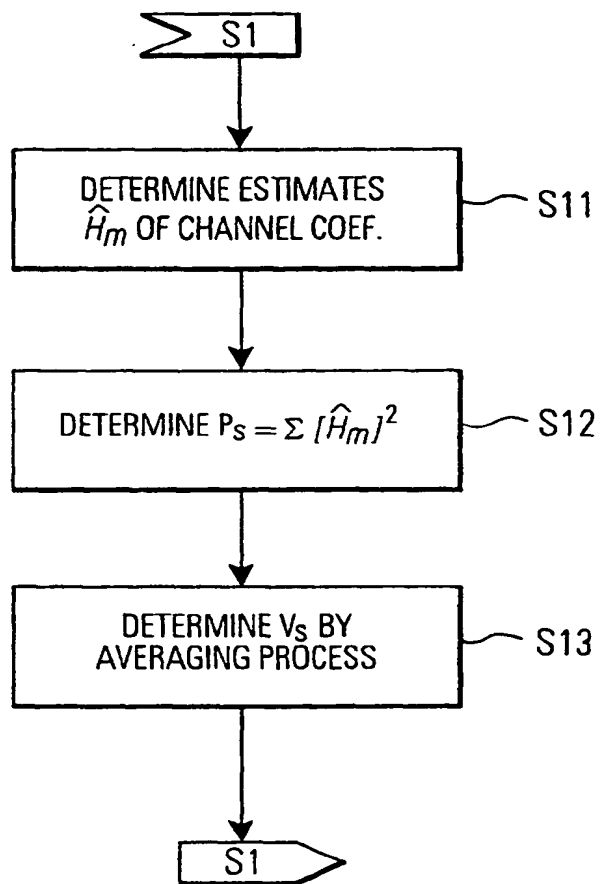 S1
DETERMINE ESTIMATES
Ĥm OF CHANNEL COEF.
S11
DETERMINE Ps = Σ [Ĥm]²
S12
DETERMINE Vs BY
AVERAGING PROCESS
S13
S1